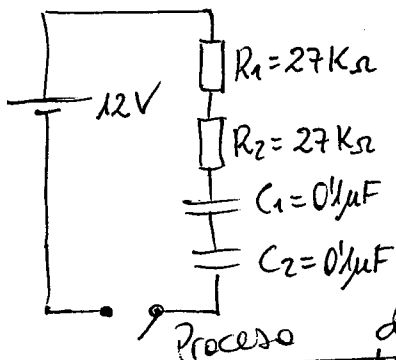 R₁ = 27KΩ
12V
R₂ = 27KΩ
C₁ = 0'1µF
C₂ = 0'1µF
Proceso d